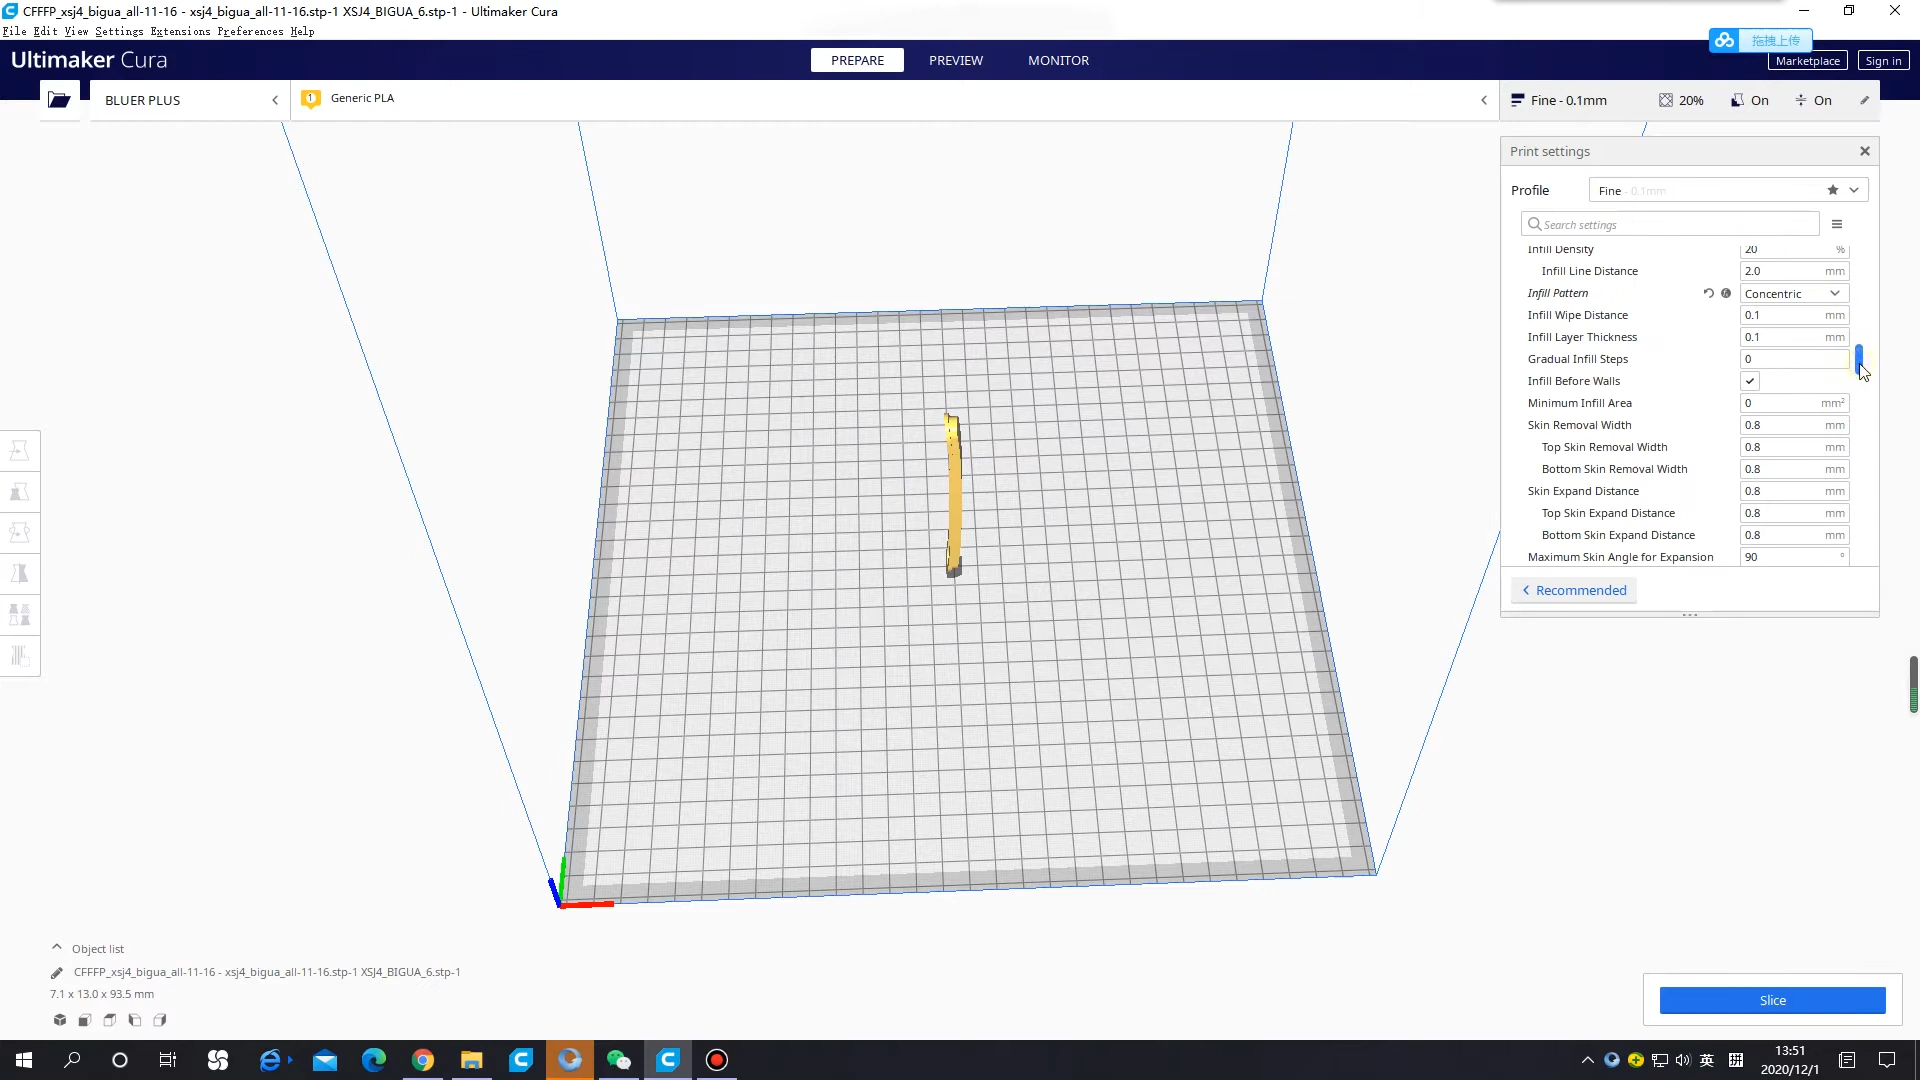 CFFFP_xsj4_bigua_all-11-16 - xsj4_bigua_all-11-16.stp-1 XSJ4_BIGUA_6.stp-1 - Ultimaker Cura
File Edit View Settings Extensions Preferences Help
拖拽上传
Ultimaker Cura
PREPARE
PREVIEW
MONITOR
Marketplace
Sign in
BLUER PLUS
1
Generic PLA
Fine - 0.1mm
20%
On
On
Print settings
Profile
Fine - 0.1mm
Search settings
Infill Density 20 %
Infill Line Distance 2.0 mm
Infill Pattern Concentric
Infill Wipe Distance 0.1 mm
Infill Layer Thickness 0.1 mm
Gradual Infill Steps 0
Infill Before Walls
Minimum Infill Area 0 mm²
Skin Removal Width 0.8 mm
Top Skin Removal Width 0.8 mm
Bottom Skin Removal Width 0.8 mm
Skin Expand Distance 0.8 mm
Top Skin Expand Distance 0.8 mm
Bottom Skin Expand Distance 0.8 mm
Maximum Skin Angle for Expansion 90 °
Recommended
Object list
CFFFP_xsj4_bigua_all-11-16 - xsj4_bigua_all-11-16.stp-1 XSJ4_BIGUA_6.stp-1
7.1 x 13.0 x 93.5 mm
Slice
英
13:51
2020/12/1